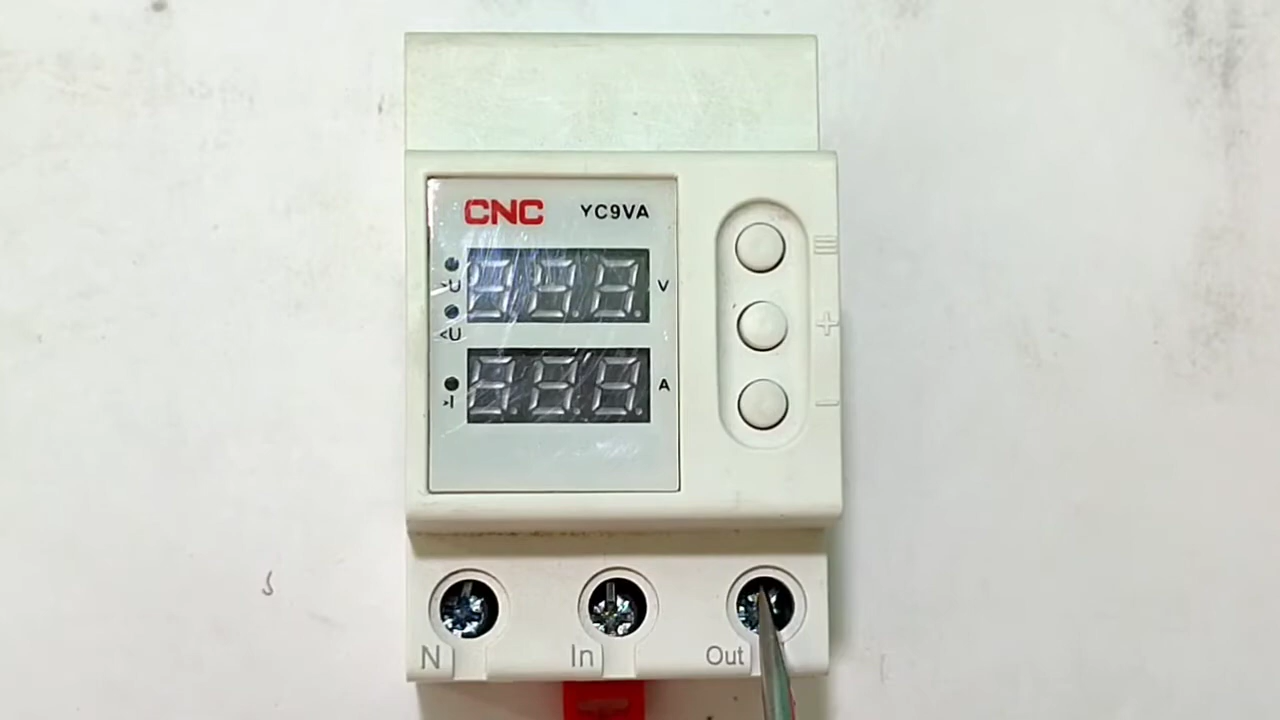 CNC YC9VA
>U
V
<U
A
>I
N In Out